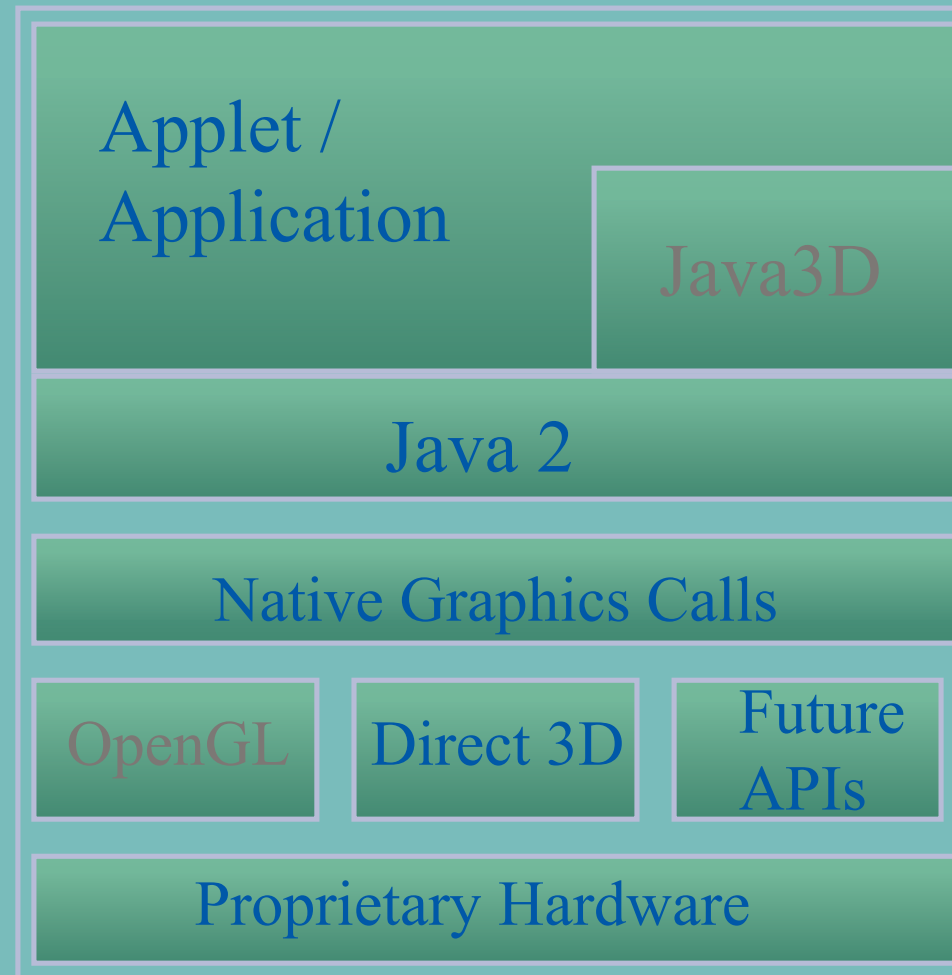 Applet /
Application
Java3D
Java 2
Native Graphics Calls
OpenGL
Direct 3D
Future
APIs
Proprietary Hardware